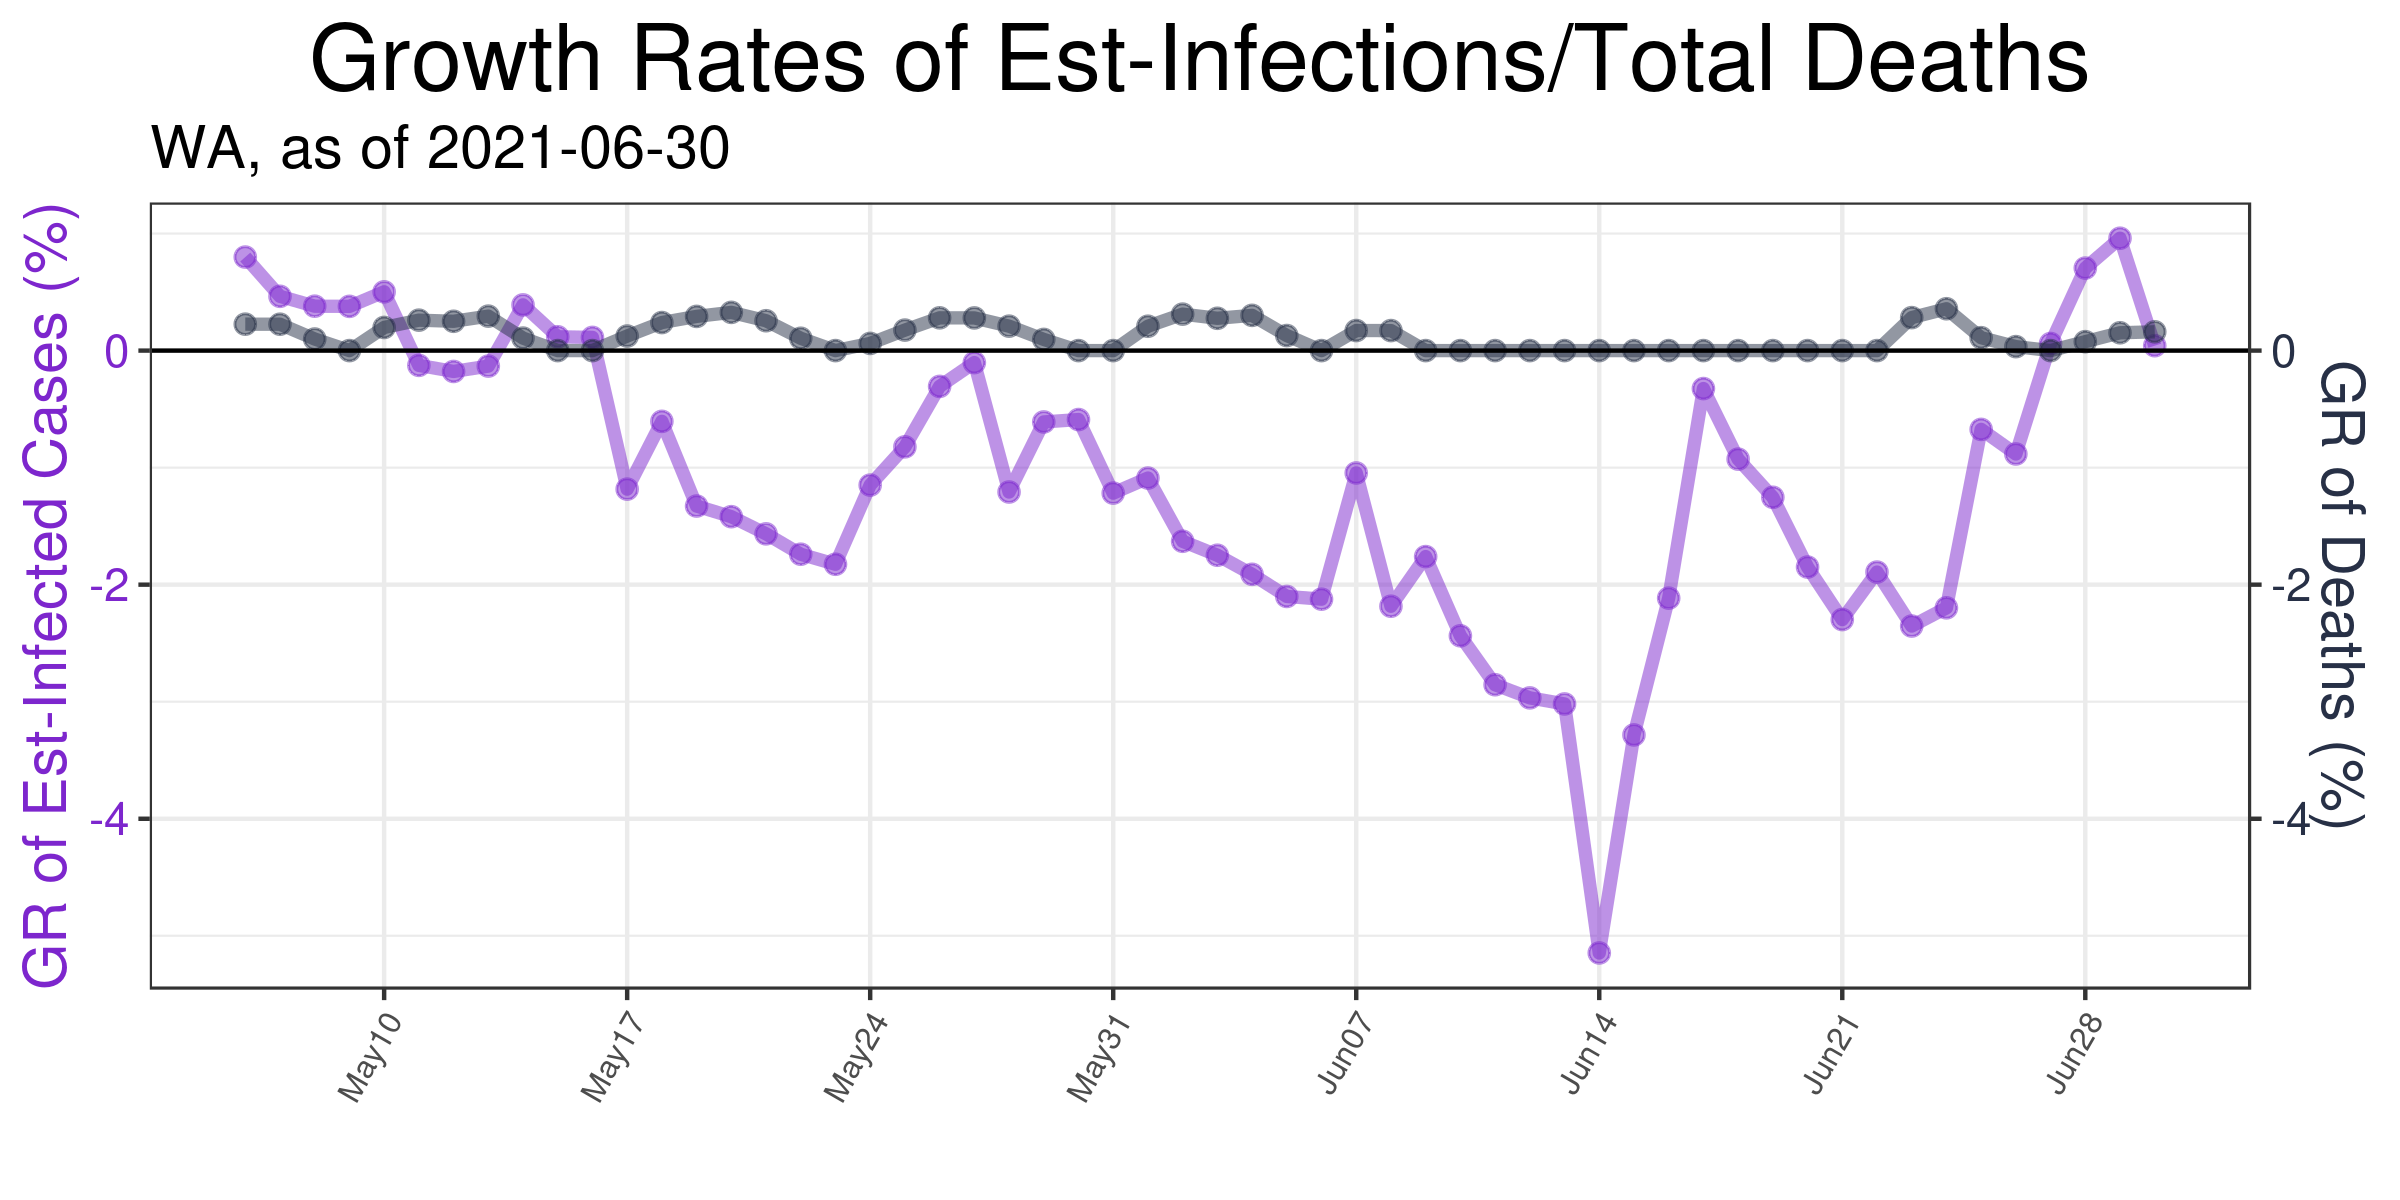 Growth Rates of Est-Infections/Total Deaths
WA, as of 2021-06-30
GR of Est-Infected Cases (%)
0
-2
-4
0
-2
-4
GR of Deaths (%)
May10
May17
May24
May31
Jun07
Jun14
Jun21
Jun28